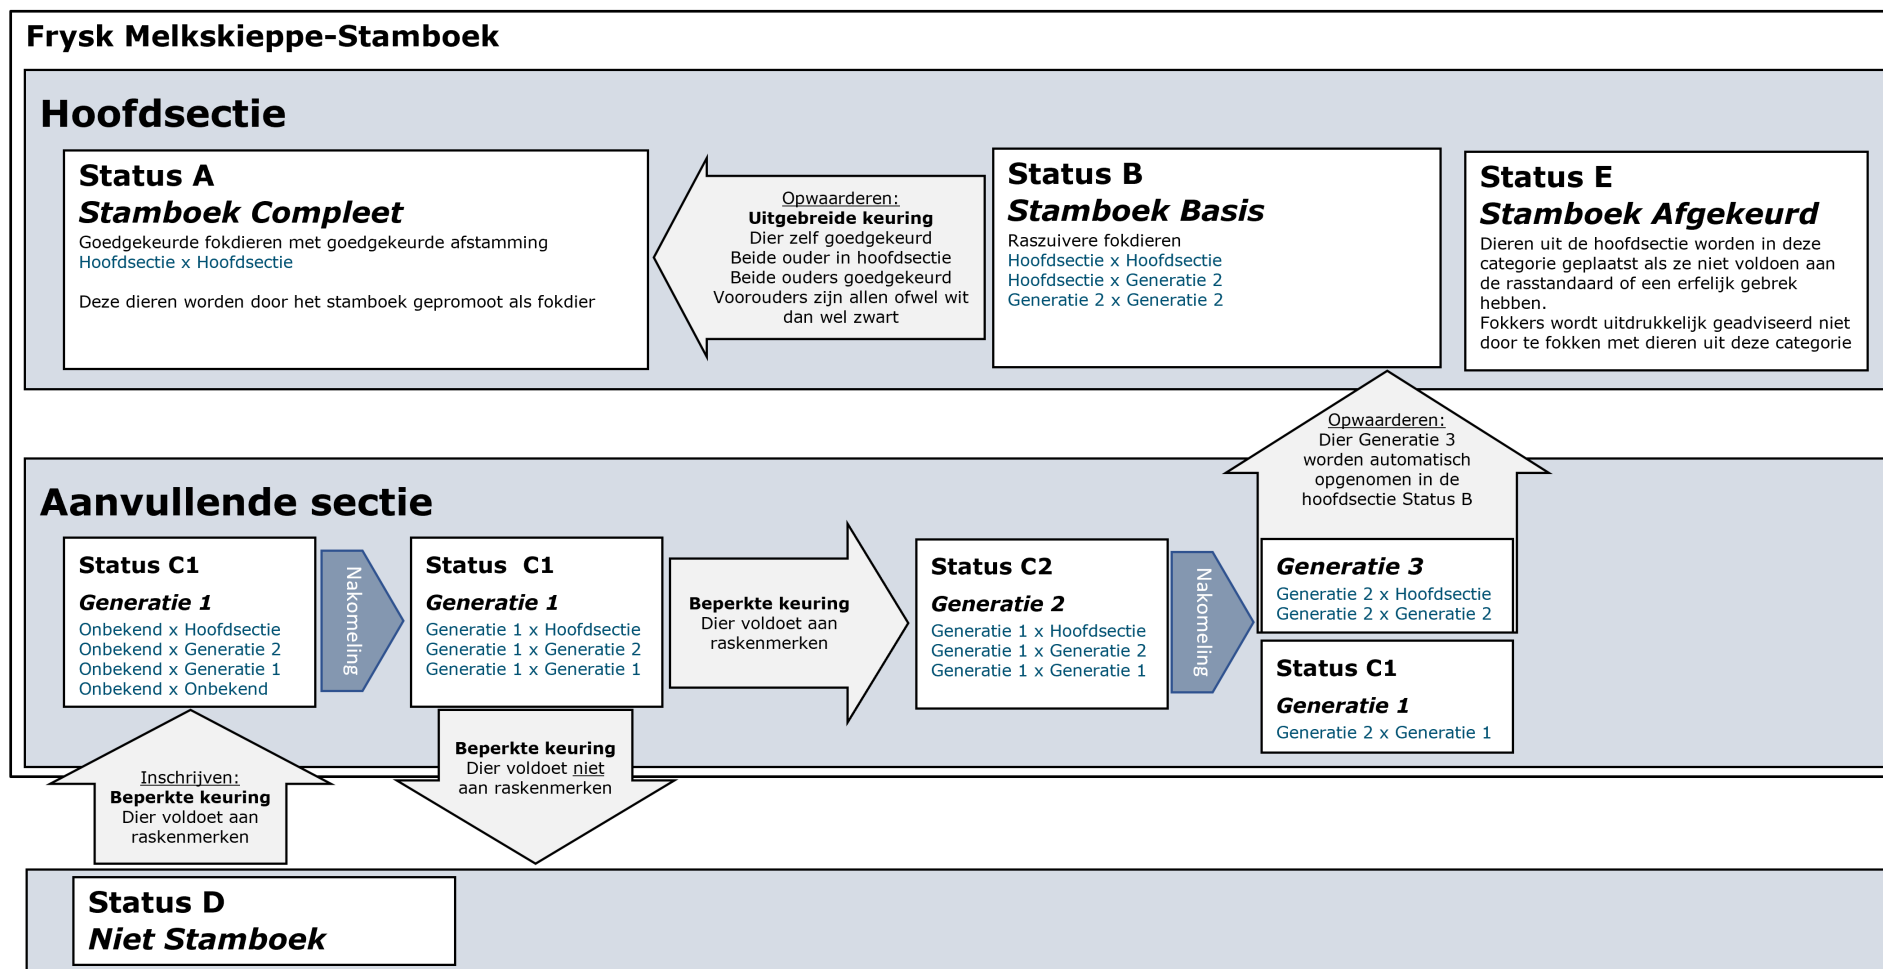 Frysk Melkskieppe-Stamboek
Hoofdsectie
Status A
Stamboek Compleet
Goedgekeurde fokdieren met goedgekeurde afstamming
Hoofdsectie x Hoofdsectie
Deze dieren worden door het stamboek gepromoot als fokdier
Opwaarderen:
Uitgebreide keuring
Dier zelf goedgekeurd
Beide ouder in hoofdsectie
Beide ouders goedgekeurd
Voorouders zijn allen ofwel wit
dan wel zwart
Status B
Stamboek Basis
Raszuivere fokdieren
Hoofdsectie x Hoofdsectie
Hoofdsectie x Generatie 2
Generatie 2 x Generatie 2
Status E
Stamboek Afgekeurd
Dieren uit de hoofdsectie worden in deze
categorie geplaatst als ze niet voldoen aan
de rasstandaard of een erfelijk gebrek
hebben.
Fokkers wordt uitdrukkelijk geadviseerd niet
door te fokken met dieren uit deze categorie
Opwaarderen:
Dier Generatie 3
worden automatisch
opgenomen in de
hoofdsectie Status B
Aanvullende sectie
Status C1
Generatie 1
Onbekend x Hoofdsectie
Onbekend x Generatie 2
Onbekend x Generatie 1
Onbekend x Onbekend
Nakomeling
Status  C1
Generatie 1
Generatie 1 x Hoofdsectie
Generatie 1 x Generatie 2
Generatie 1 x Generatie 1
Beperkte keuring
Dier voldoet aan
raskenmerken
Status C2
Generatie 2
Generatie 1 x Hoofdsectie
Generatie 1 x Generatie 2
Generatie 1 x Generatie 1
Nakomeling
Generatie 3
Generatie 2 x Hoofdsectie
Generatie 2 x Generatie 2
Status C1
Generatie 1
Generatie 2 x Generatie 1
Inschrijven:
Beperkte keuring
Dier voldoet aan
raskenmerken
Beperkte keuring
Dier voldoet niet
aan raskenmerken
Status D
Niet Stamboek